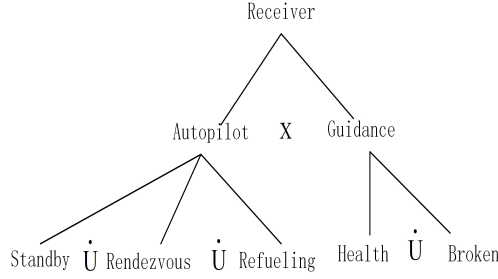 Receiver
Autopilot X Guidance
Standby U̇ Rendezvous U̇ Refueling Health U̇ Broken